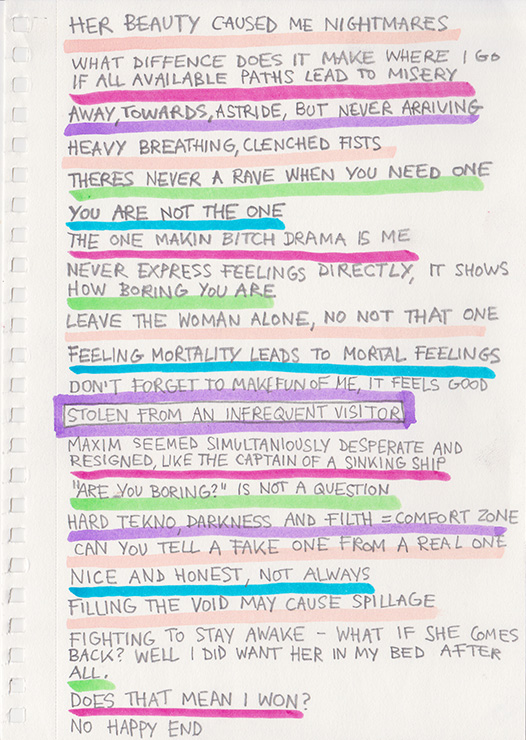 HER BEAUTY CAUSED ME NIGHTMARES
WHAT DIFFENCE DOES IT MAKE WHERE I GO
IF ALL AVAILABLE PATHS LEAD TO MISERY
AWAY, TOWARDS, ASTRIDE, BUT NEVER ARRIVING
HEAVY BREATHING, CLENCHED FISTS
THERES NEVER A RAVE WHEN YOU NEED ONE
YOU ARE NOT THE ONE
THE ONE MAKIN BITCH DRAMA IS ME
NEVER EXPRESS FEELINGS DIRECTLY, IT SHOWS
HOW BORING YOU ARE
LEAVE THE WOMAN ALONE, NO NOT THAT ONE
FEELING MORTALITY LEADS TO MORTAL FEELINGS
DON'T FORGET TO MAKE FUN OF ME, IT FEELS GOOD
STOLEN FROM AN INFREQUENT VISITOR
MAXIM SEEMED SIMULTANIOUSLY DESPERATE AND
RESIGNED, LIKE THE CAPTAIN OF A SINKING SHIP
"ARE YOU BORING?" IS NOT A QUESTION
HARD TEKNO, DARKNESS AND FILTH = COMFORT ZONE
CAN YOU TELL A FAKE ONE FROM A REAL ONE
NICE AND HONEST, NOT ALWAYS
FILLING THE VOID MAY CAUSE SPILLAGE
FIGHTING TO STAY AWAKE – WHAT IF SHE COMES
BACK? WELL I DID WANT HER IN MY BED AFTER
ALL.
DOES THAT MEAN I WON?
NO HAPPY END